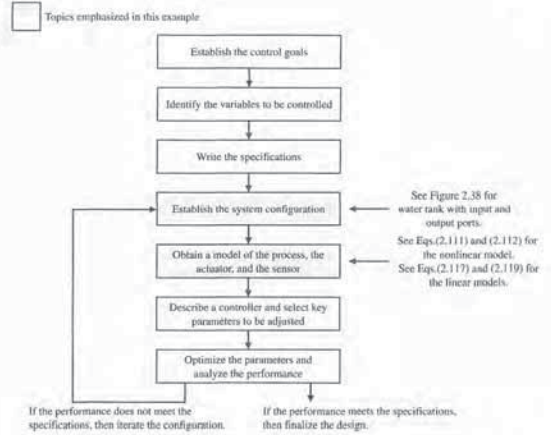 Topics emphasized in this example
Establish the control goals
Identify the variables to be controlled
Write the specifications
Establish the system configuration
See Figure 2.38 for
water tank with input and
output ports.
Obtain a model of the process, the
actuator, and the sensor
See Eqs.(2.111) and (2.112) for
the nonlinear model.
See Eqs.(2.117) and (2.119) for
the linear models.
Describe a controller and select key
parameters to be adjusted
Optimize the parameters and
analyze the performance
If the performance does not meet the
specifications, then iterate the configuration.
If the performance meets the specifications,
then finalize the design.